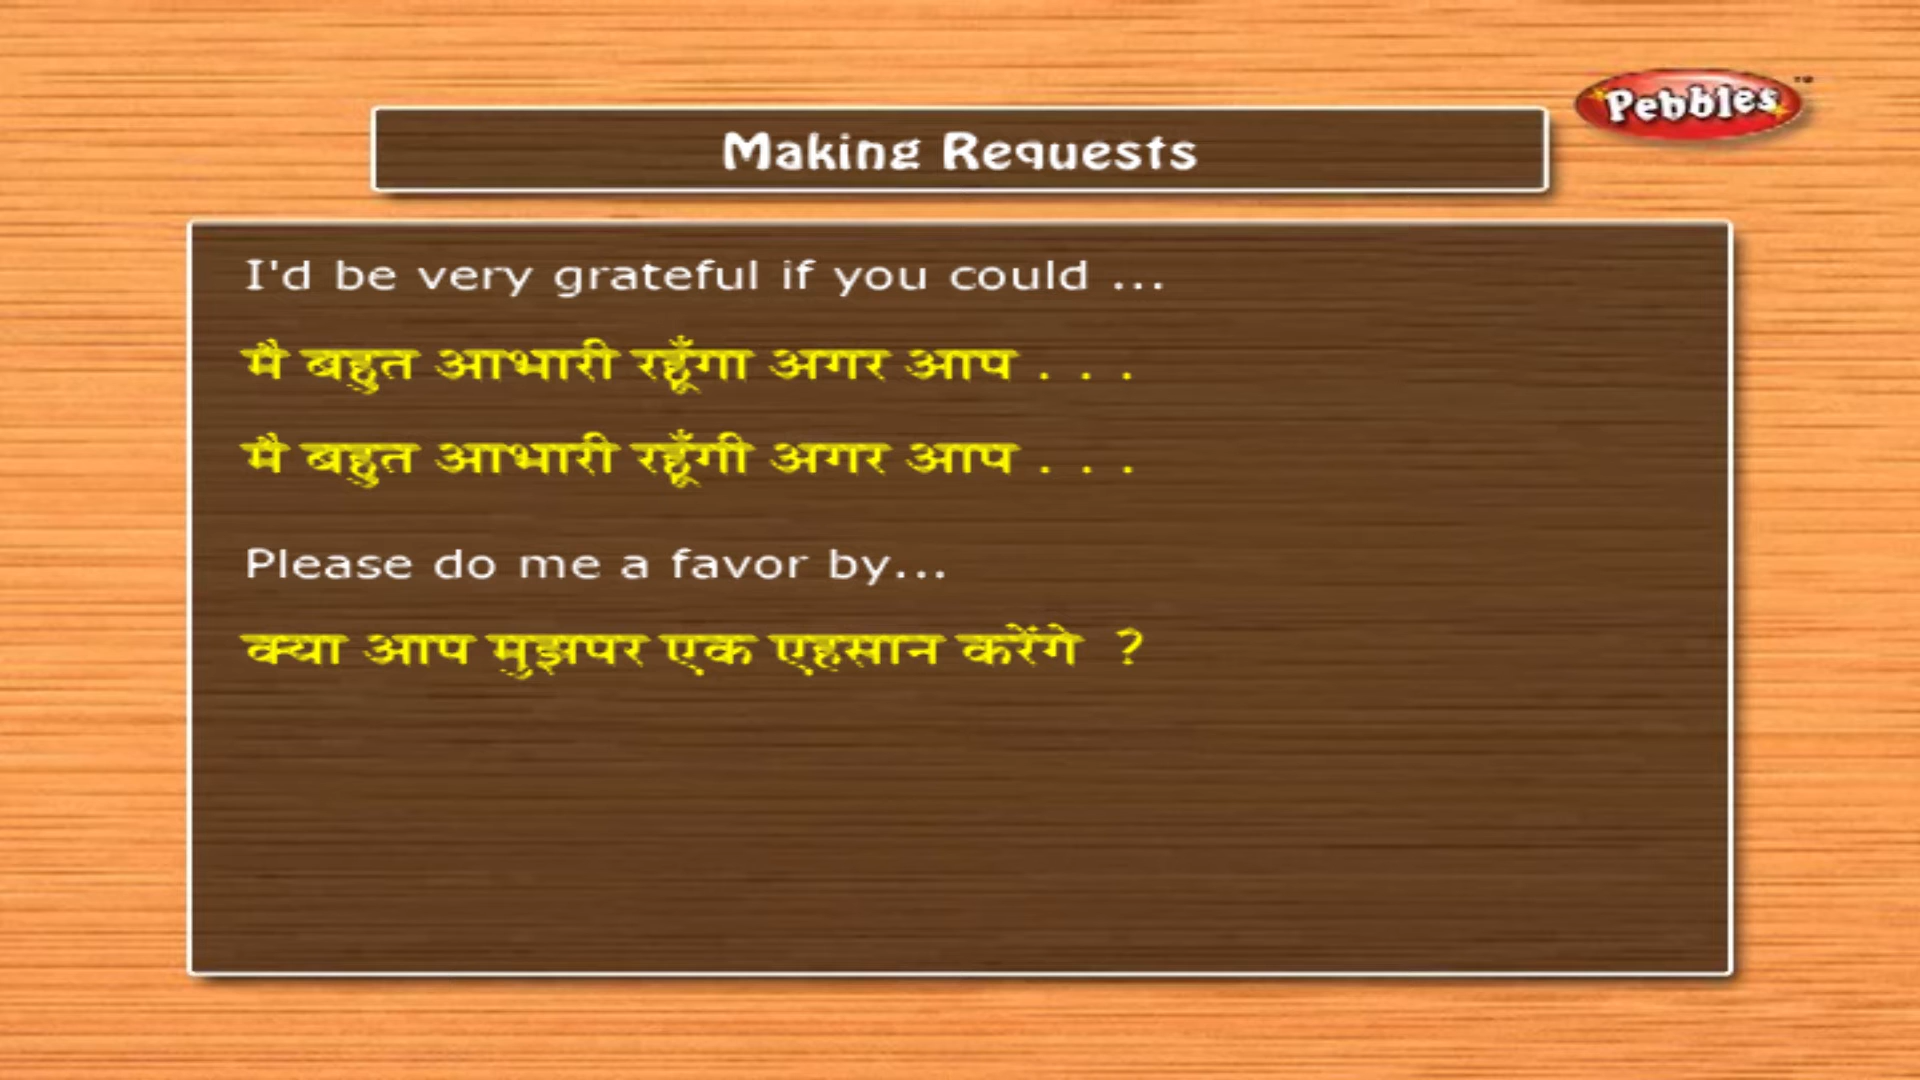 Pebbles™
Making Requests
I'd be very grateful if you could ...
मै बहुत आभारी रहूँगा अगर आप . . .
मै बहुत आभारी रहूँगी अगर आप . . .
Please do me a favor by...
क्या आप मुझपर एक एहसान करेंगे ?